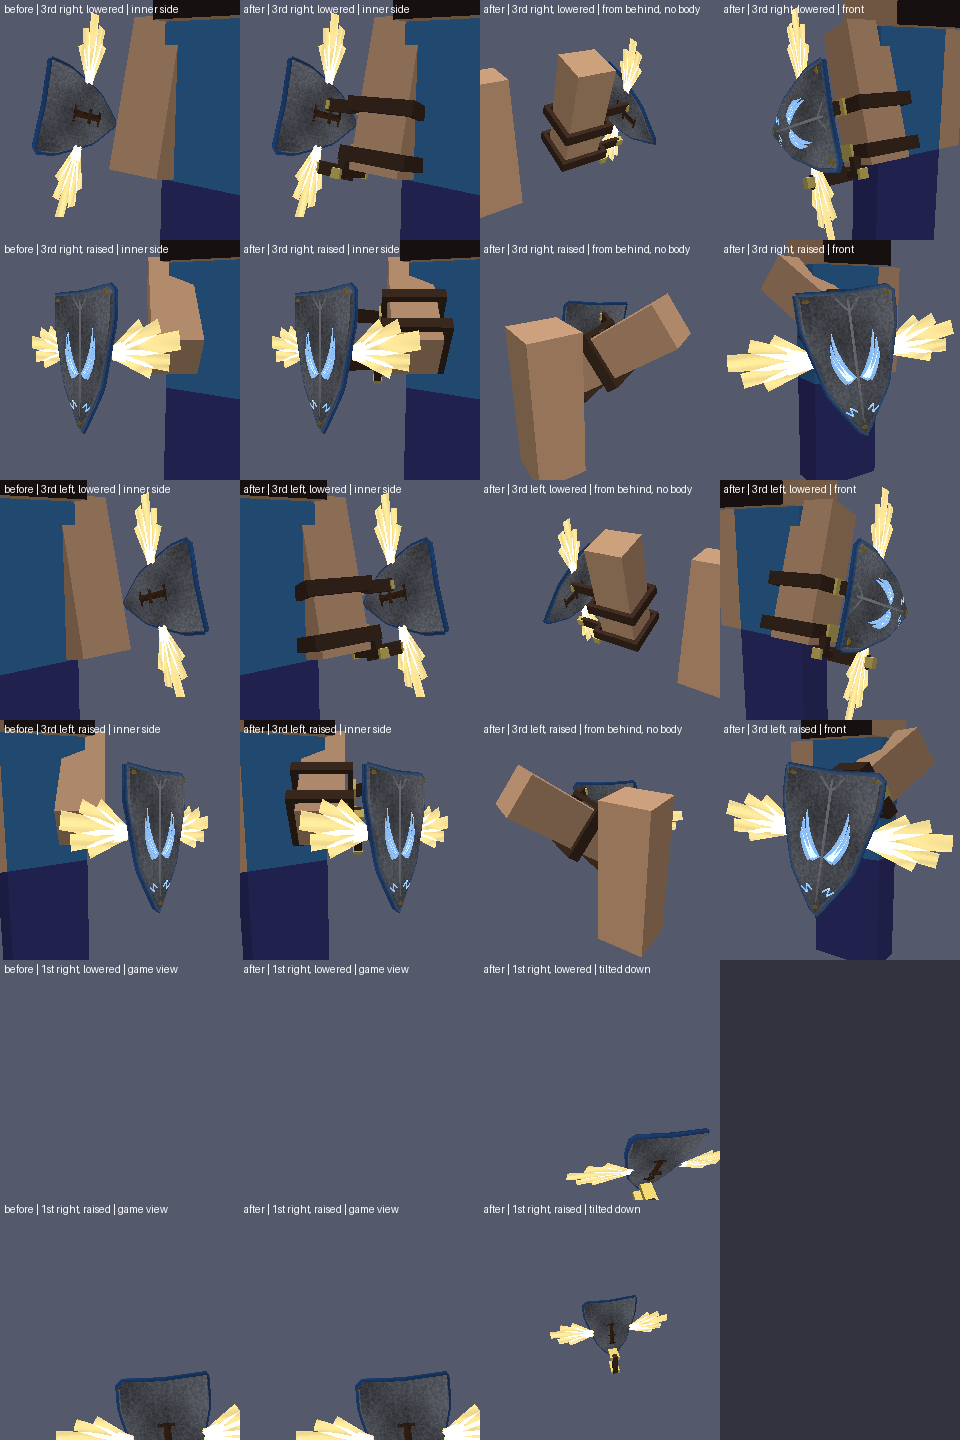 before | 3rd right, lowered | inner side
after | 3rd right, lowered | inner side
after | 3rd right, lowered | from behind, no body
after | 3rd right, lowered | front
before | 3rd right, raised | inner side
after | 3rd right, raised | inner side
after | 3rd right, raised | from behind, no body
after | 3rd right, raised | front
before | 3rd left, lowered | inner side
after | 3rd left, lowered | inner side
after | 3rd left, lowered | from behind, no body
after | 3rd left, lowered | front
before | 3rd left, raised | inner side
after | 3rd left, raised | inner side
after | 3rd left, raised | from behind, no body
after | 3rd left, raised | front
before | 1st right, lowered | game view
after | 1st right, lowered | game view
after | 1st right, lowered | tilted down
before | 1st right, raised | game view
after | 1st right, raised | game view
after | 1st right, raised | tilted down